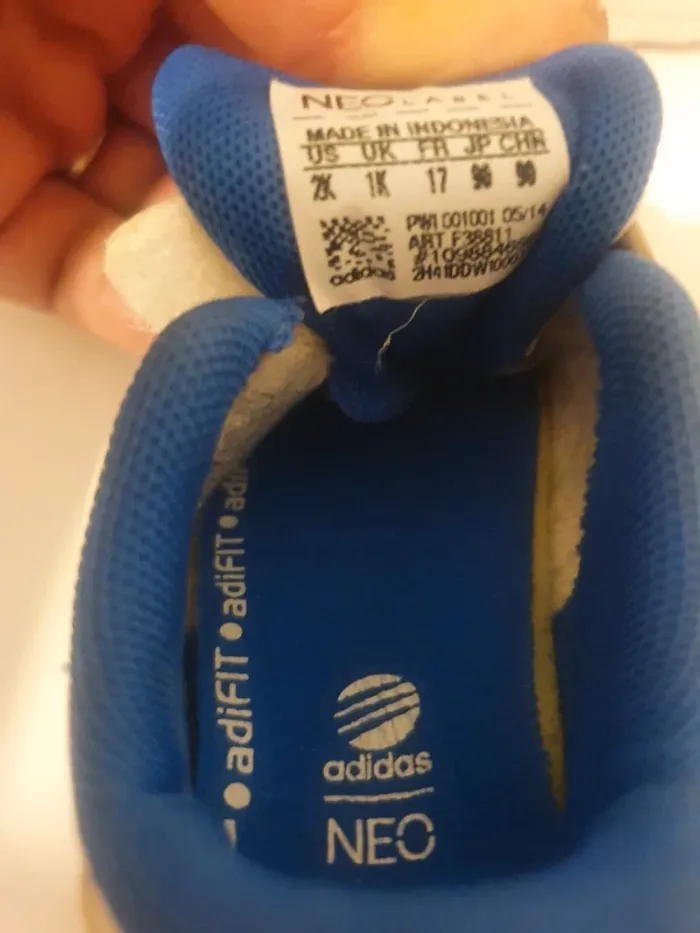 NEO LABEL
MADE IN INDONESIA
US UK FR JP CHN
2K 1K 17 90
PW1 001001 05/14
ART F38811
adidas
adiFIT • adiFIT • adi
adidas
NEO